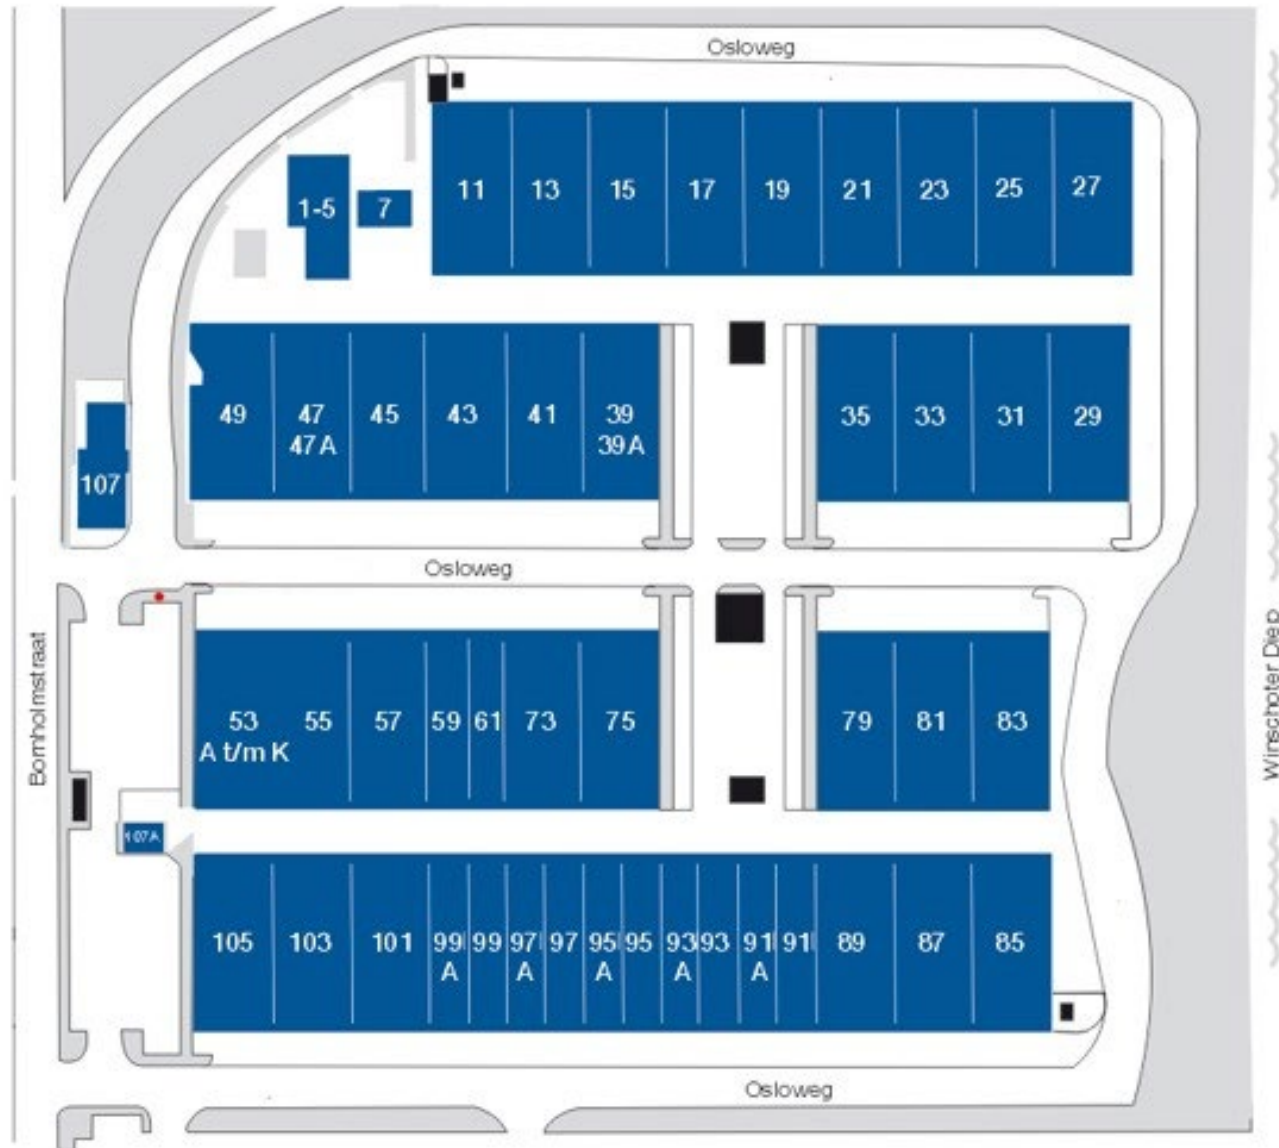 Osloweg
11 13 15 17 19 21 23 25 27
1-5 7
49 47 45 43 41 39 35 33 31 29
47A 39A
107
Osloweg
Bornholmstraat
Winschoter Diep
53 55 57 59 61 73 75 79 81 83
A t/m K
107A
105 103 101 99 99 97 97 95 95 93 93 91 91 89 87 85
A A A A A
Osloweg